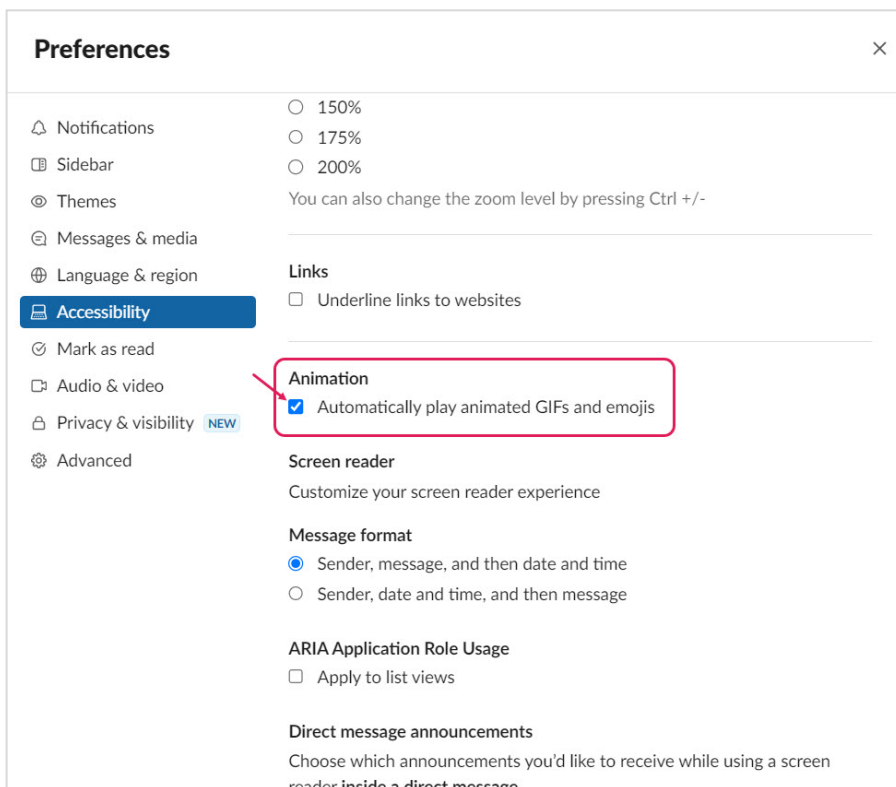 Preferences
Notifications
Sidebar
Themes
Messages & media
Language & region
Accessibility
Mark as read
Audio & video
Privacy & visibility NEW
Advanced
150%
175%
200%
You can also change the zoom level by pressing Ctrl +/-
Links
Underline links to websites
Animation
Automatically play animated GIFs and emojis
Screen reader
Customize your screen reader experience
Message format
Sender, message, and then date and time
Sender, date and time, and then message
ARIA Application Role Usage
Apply to list views
Direct message announcements
Choose which announcements you'd like to receive while using a screen
reader inside a direct message